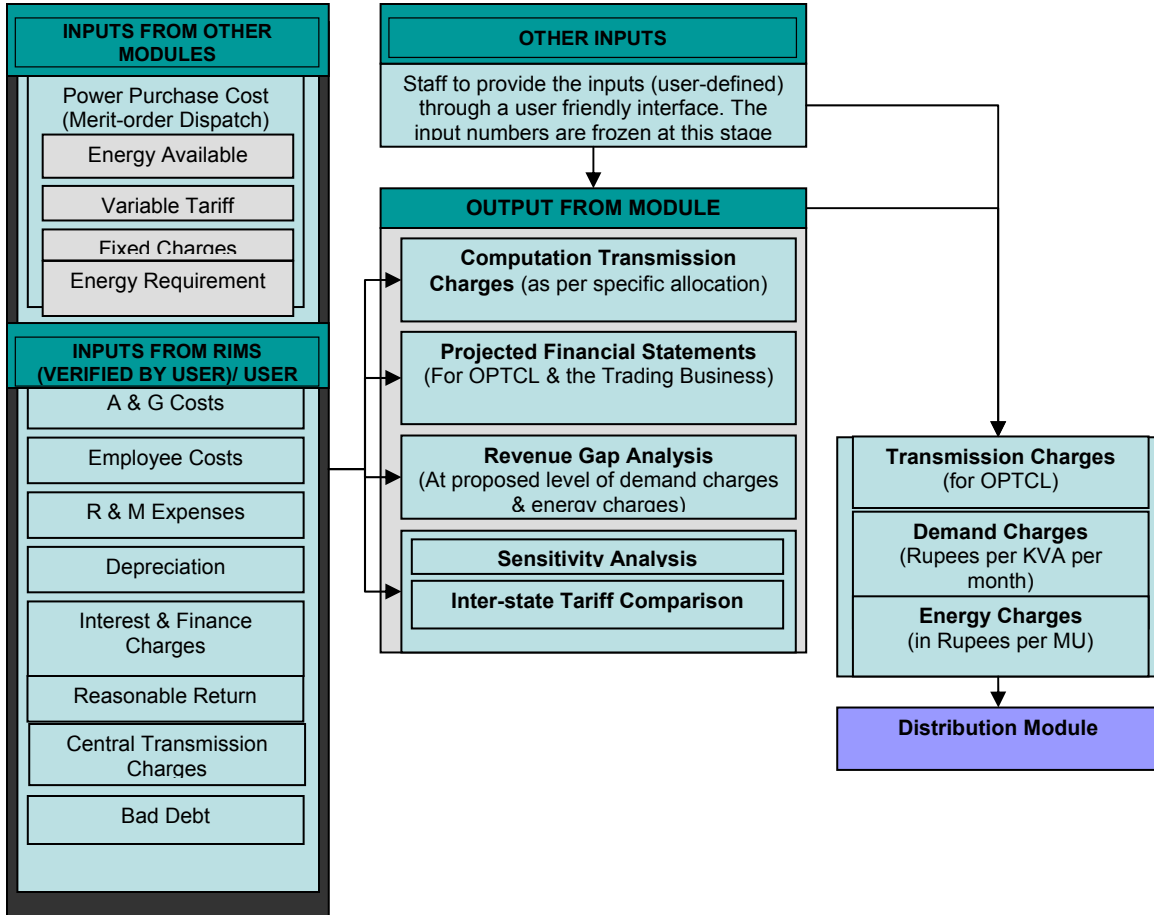 INPUTS FROM OTHER
MODULES
Power Purchase Cost
(Merit-order Dispatch)
Energy Available
Variable Tariff
Fixed Charges
Energy Requirement
INPUTS FROM RIMS
(VERIFIED BY USER)/ USER
A & G Costs
Employee Costs
R & M Expenses
Depreciation
Interest & Finance
Charges
Reasonable Return
Central Transmission
Charges
Bad Debt
OTHER INPUTS
Staff to provide the inputs (user-defined)
through a user friendly interface. The
input numbers are frozen at this stage
OUTPUT FROM MODULE
Computation Transmission
Charges (as per specific allocation)
Projected Financial Statements
(For OPTCL & the Trading Business)
Revenue Gap Analysis
(At proposed level of demand charges
& energy charges)
Sensitivity Analysis
Inter-state Tariff Comparison
Transmission Charges
(for OPTCL)
Demand Charges
(Rupees per KVA per
month)
Energy Charges
(in Rupees per MU)
Distribution Module